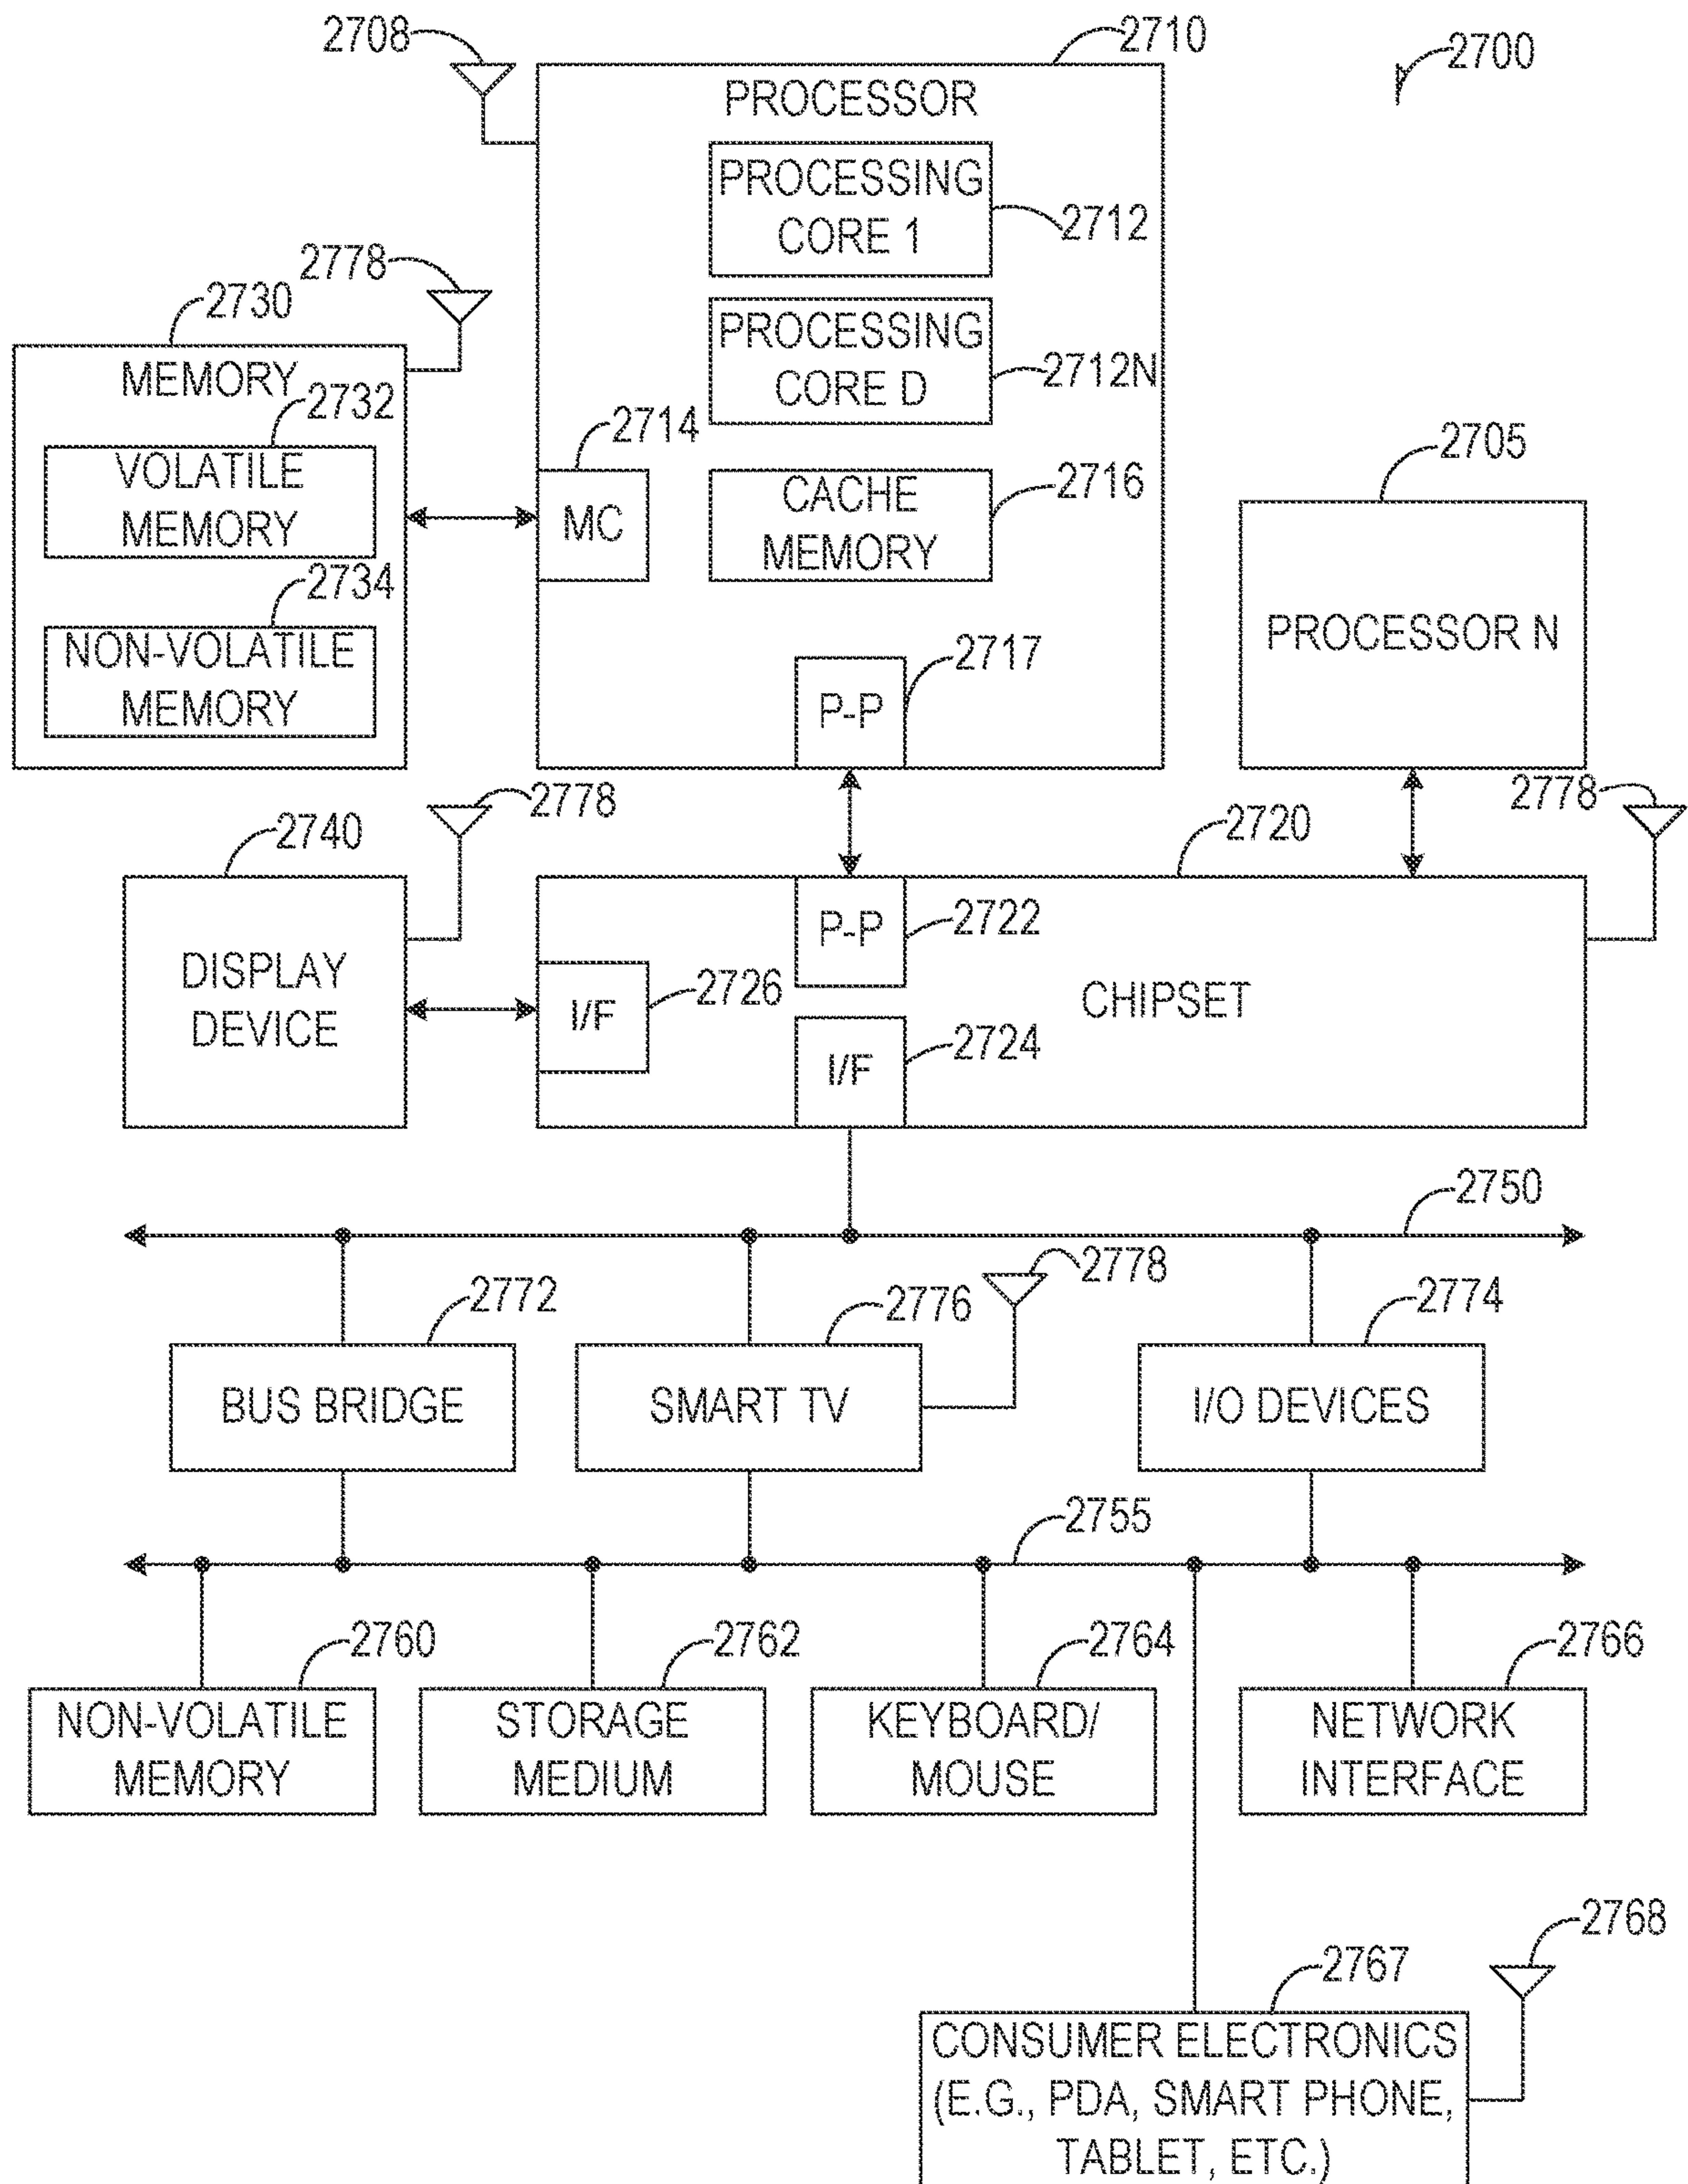 2708
2710
2700
PROCESSOR
PROCESSING
CORE 1
2712
2778
2730
PROCESSING
CORE D
2712N
MEMORY
2732
VOLATILE
MEMORY
2714
MC
CACHE
MEMORY
2716
2705
2734
NON-VOLATILE
MEMORY
PROCESSOR N
2717
P-P
2778
2778
2740
2720
P-P
2722
DISPLAY
DEVICE
2726
I/F
CHIPSET
2724
I/F
2750
2778
2772
2776
2774
BUS BRIDGE
SMART TV
I/O DEVICES
2755
2760
2762
2764
2766
NON-VOLATILE
MEMORY
STORAGE
MEDIUM
KEYBOARD/
MOUSE
NETWORK
INTERFACE
2768
2767
CONSUMER ELECTRONICS
(E.G., PDA, SMART PHONE,
TABLET, ETC.)